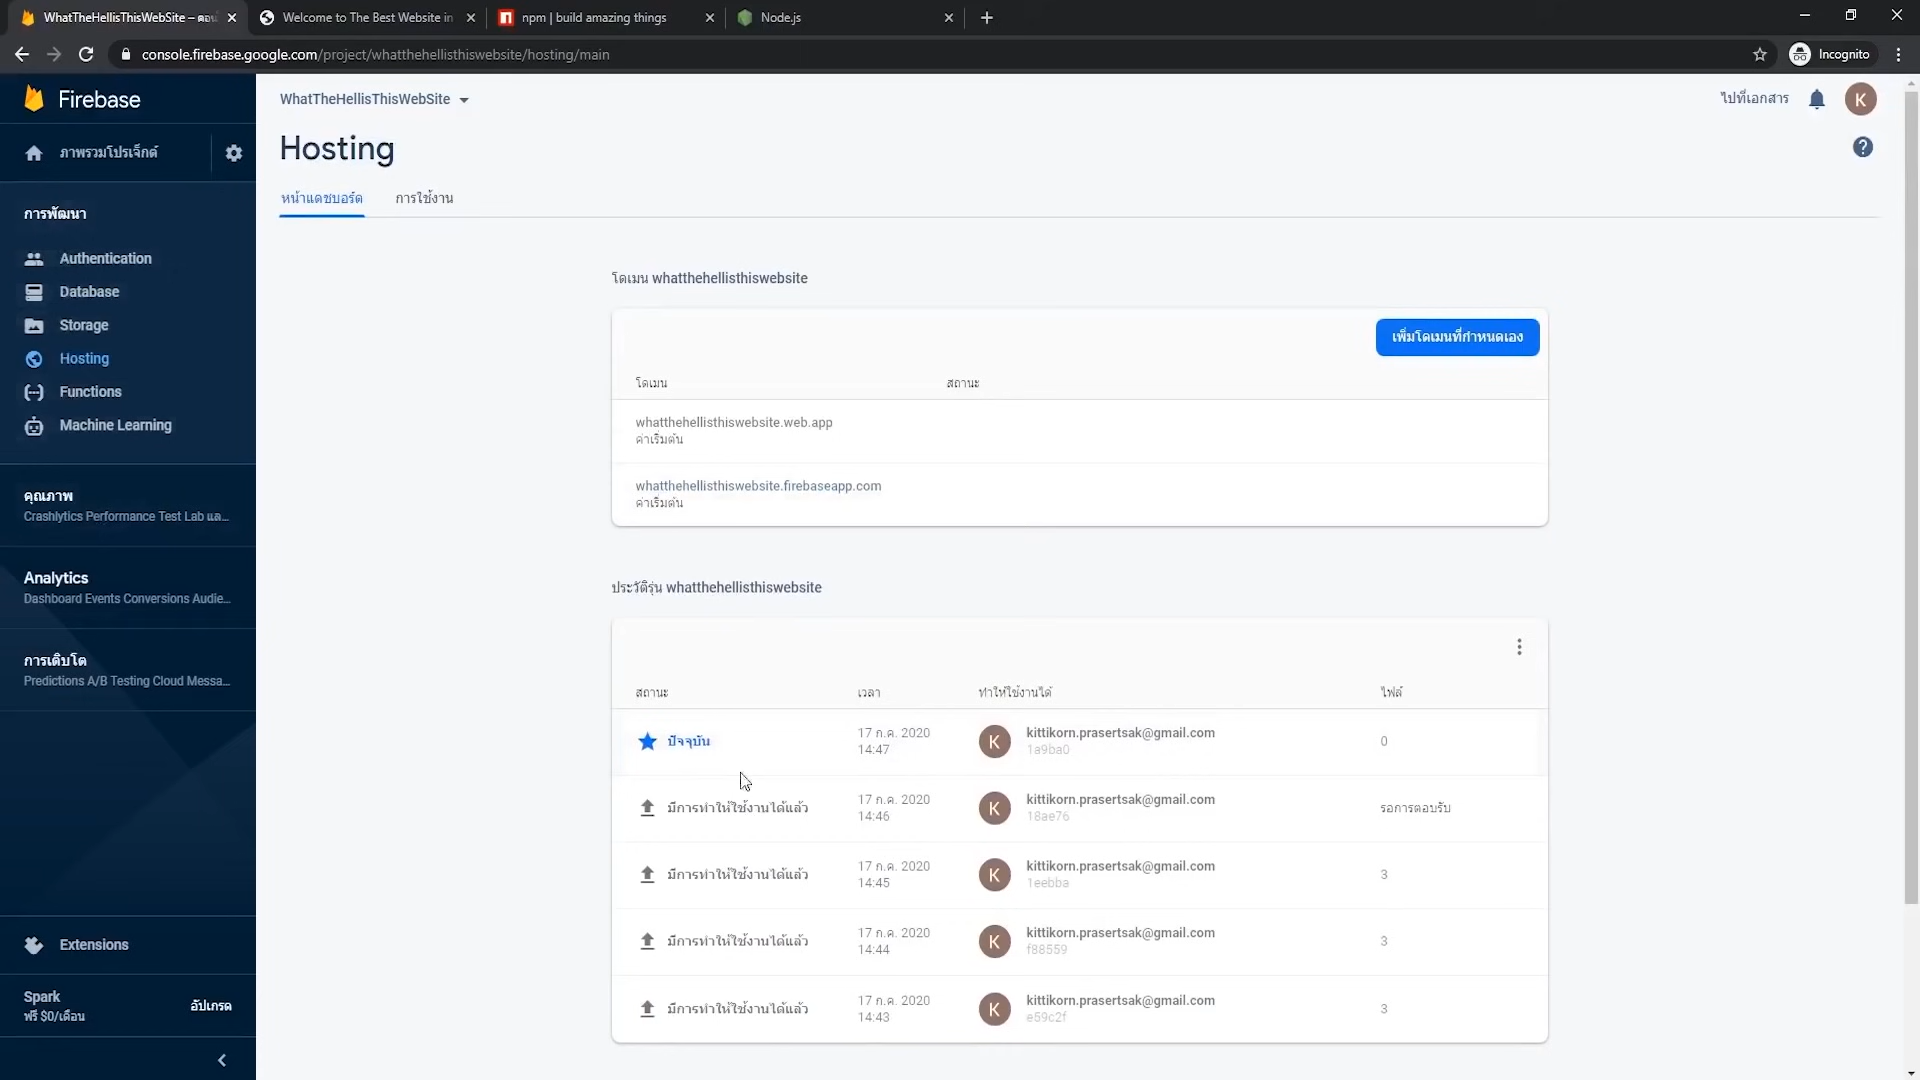 WhatTheHellisThisWebSite – คอน
Welcome to The Best Website in
npm | build amazing things
Node.js
console.firebase.google.com/project/whatthehellisthiswebsite/hosting/main
Incognito
Firebase
WhatTheHellisThisWebSite
ไปที่เอกสาร
K
ภาพรวมโปรเจ็กต์
Hosting
หน้าแดชบอร์ด
การใช้งาน
การพัฒนา
Authentication
Database
Storage
Hosting
Functions
Machine Learning
คุณภาพ
Crashlytics Performance Test Lab แล...
Analytics
Dashboard Events Conversions Audie...
การเติบโต
Predictions A/B Testing Cloud Messa...
Extensions
Spark
ฟรี $0/เดือน
อัปเกรด
โดเมน whatthehellisthiswebsite
เพิ่มโดเมนที่กำหนดเอง
โดเมน
สถานะ
whatthehellisthiswebsite.web.app
ค่าเริ่มต้น
whatthehellisthiswebsite.firebaseapp.com
ค่าเริ่มต้น
ประวัติรุ่น whatthehellisthiswebsite
สถานะ
เวลา
ทำให้ใช้งานได้
ไฟล์
ปัจจุบัน
17 ก.ค. 2020
14:47
K
kittikorn.prasertsak@gmail.com
1a9ba0
0
มีการทำให้ใช้งานได้แล้ว
17 ก.ค. 2020
14:46
K
kittikorn.prasertsak@gmail.com
18ae76
รอการตอบรับ
มีการทำให้ใช้งานได้แล้ว
17 ก.ค. 2020
14:45
K
kittikorn.prasertsak@gmail.com
1eebba
3
มีการทำให้ใช้งานได้แล้ว
17 ก.ค. 2020
14:44
K
kittikorn.prasertsak@gmail.com
f88559
3
มีการทำให้ใช้งานได้แล้ว
17 ก.ค. 2020
14:43
K
kittikorn.prasertsak@gmail.com
e59c2f
3